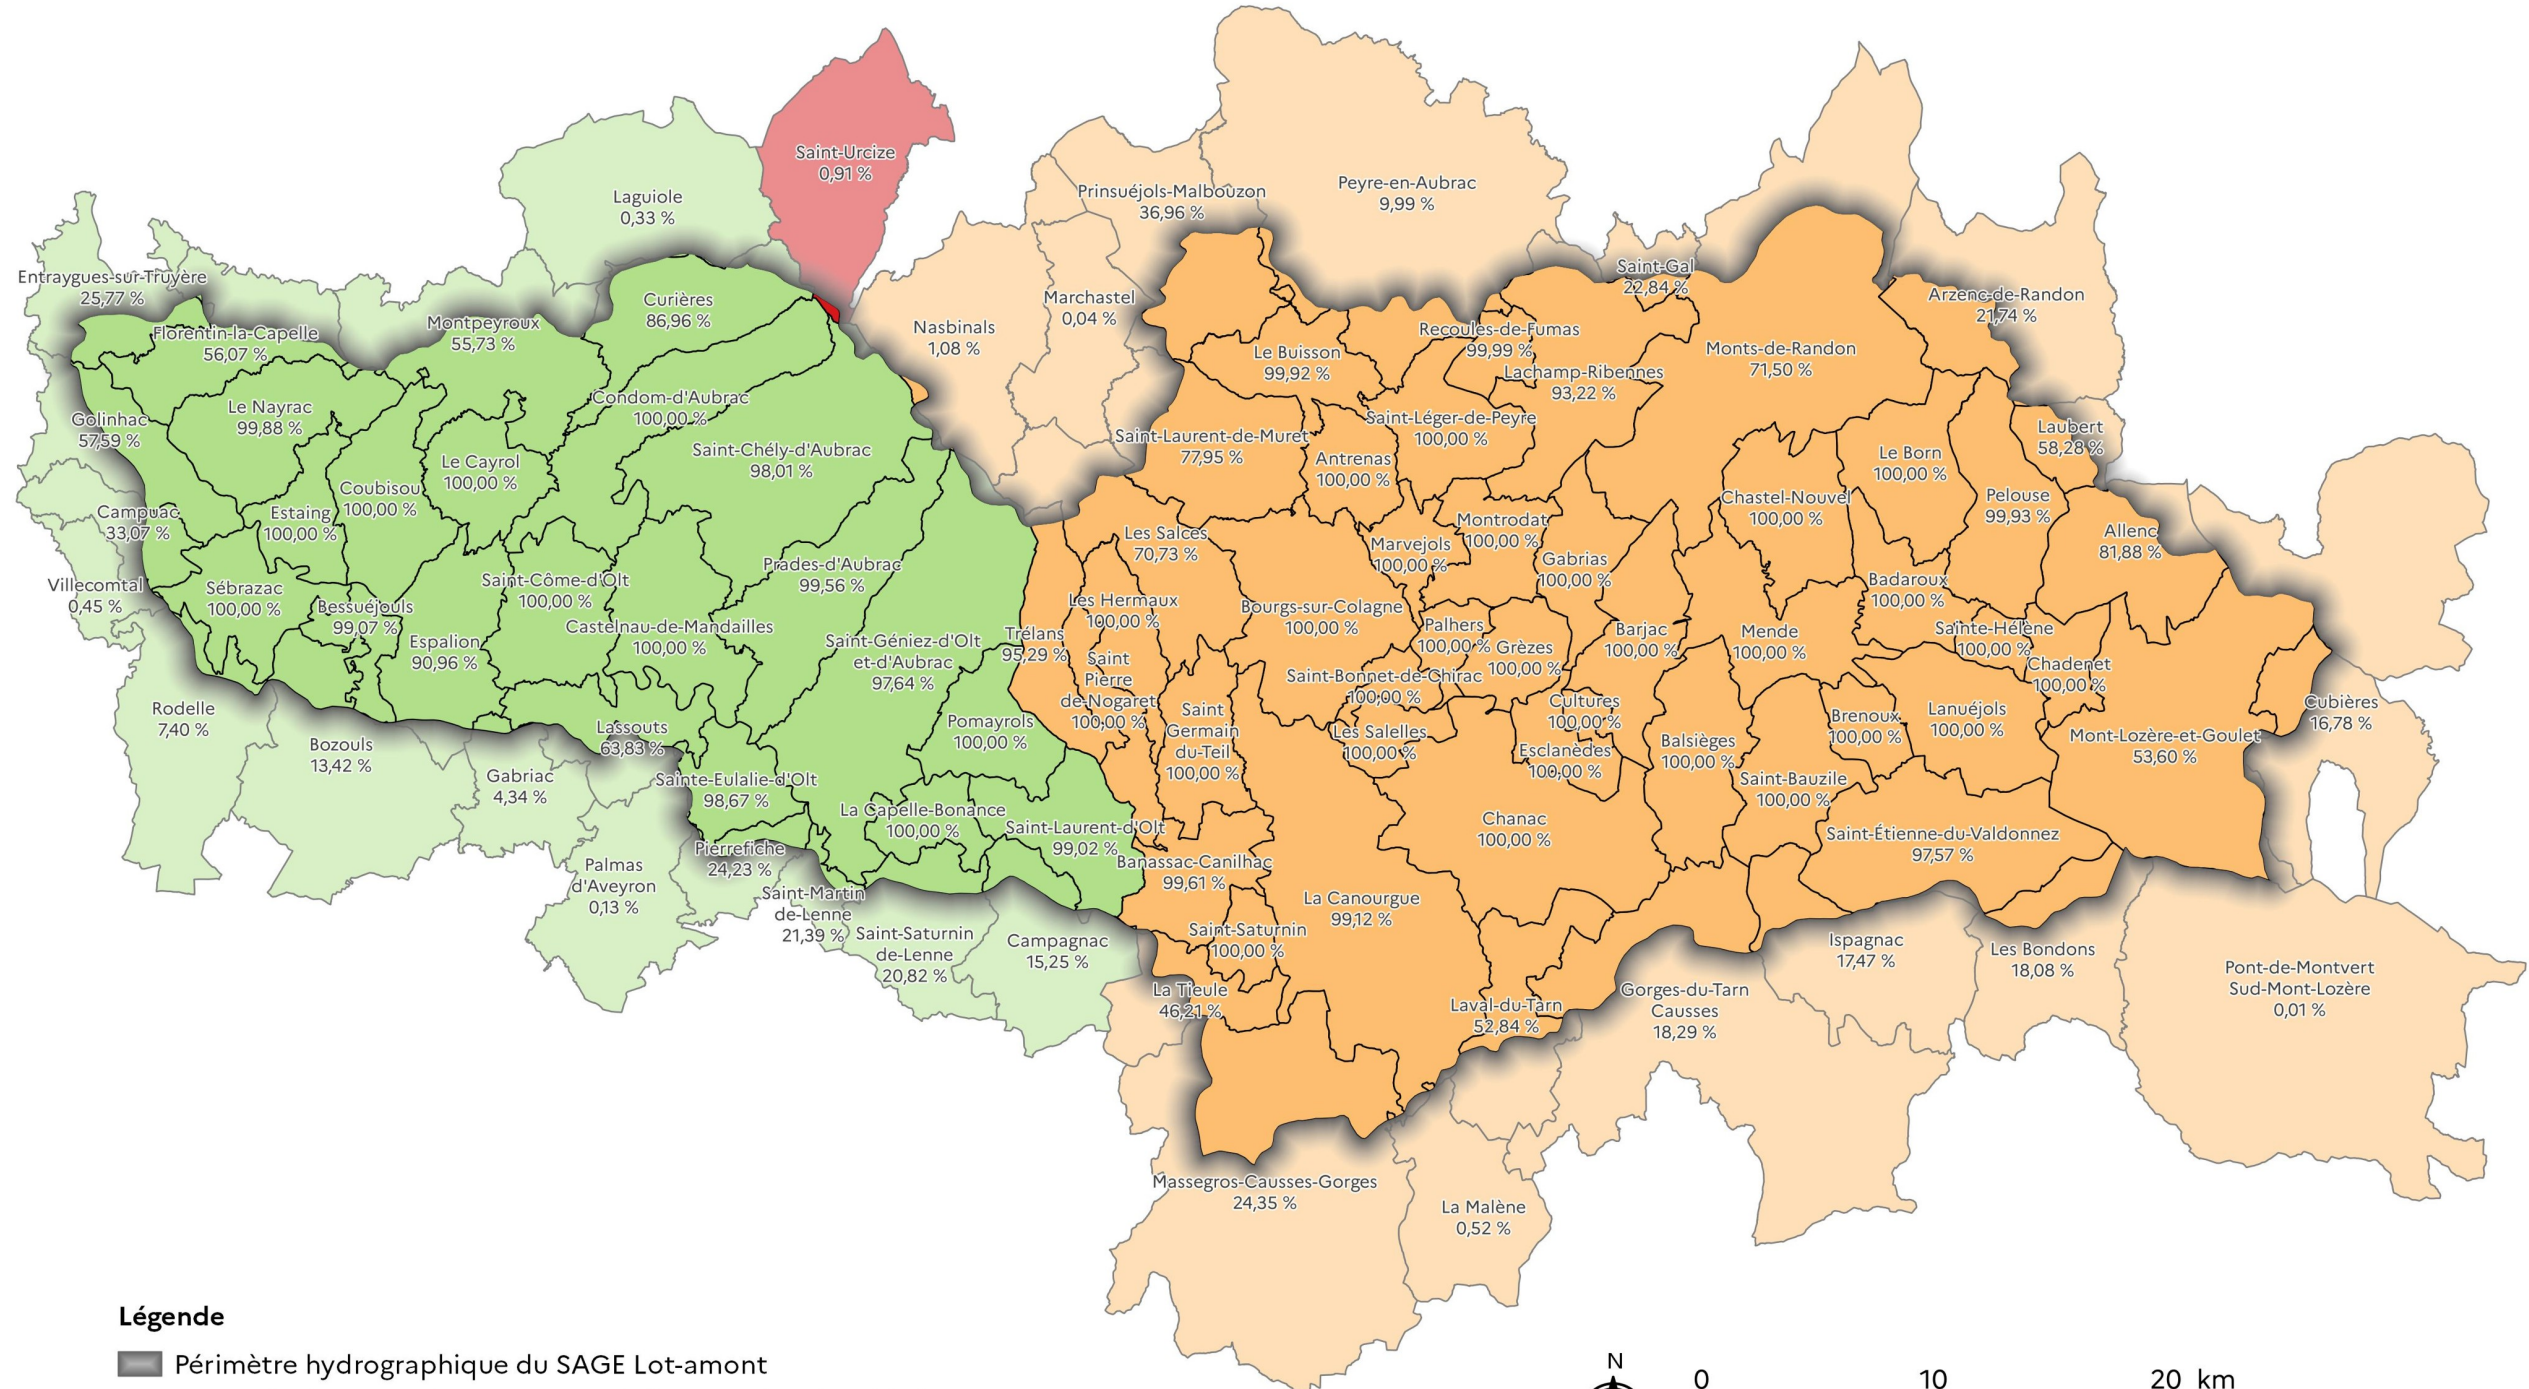 Saint-Urcize
0,91 %
Laguiole
0,33 %
Prinsuéjols-Malbouzon
36,96 %
Peyre-en-Aubrac
9,99 %
Entraygues-sur-Truyère
25,77 %
Florentin-la-Capelle
56,07 %
Montpeyroux
55,73 %
Curières
86,96 %
Nasbinals
1,08 %
Marchastel
0,04 %
Saint-Gal
22,84 %
Arzenc-de-Randon
21,74 %
Recoules-de-Fumas
99,99 %
Le Buisson
99,92 %
Lachamp-Ribennes
93,22 %
Monts-de-Randon
71,50 %
Golinhac
57,59 %
Le Nayrac
99,88 %
Condom-d'Aubrac
100,00 %
Saint-Chély-d'Aubrac
98,01 %
Saint-Laurent-de-Muret
77,95 %
Saint-Léger-de-Peyre
100,00 %
Antrenas
100,00 %
Le Born
100,00 %
Laubert
58,28 %
Le Cayrol
100,00 %
Coubisou
100,00 %
Estaing
100,00 %
Campuac
33,07 %
Chastel-Nouvel
100,00 %
Pelouse
99,93 %
Allenc
81,88 %
Les Salces
70,73 %
Marvejols
100,00 %
Montrodat
100,00 %
Gabrias
100,00 %
Badaroux
100,00 %
Villecomtal
0,45 %
Sébrazac
100,00 %
Bessuéjouls
99,07 %
Saint-Côme-d'Olt
100,00 %
Prades-d'Aubrac
99,56 %
Espalion
90,96 %
Castelnau-de-Mandailles
100,00 %
Saint-Géniez-d'Olt
et-d'Aubrac
97,64 %
Trélans
95,29 %
Les Hermaux
100,00 %
Bourgs-sur-Colagne
100,00 %
Palhers
100,00 %
Grèzes
100,00 %
Barjac
100,00 %
Mende
100,00 %
Sainte-Hélène
100,00 %
Chadenet
100,00 %
Saint
Pierre
de-Nogaret
100,00 %
Saint-Bonnet-de-Chirac
100,00 %
Rodelle
7,40 %
Bozouls
13,42 %
Gabriac
4,34 %
Lassouts
63,83 %
Pomayrols
100,00 %
Saint
Germain
du-Teil
100,00 %
Les Salelles
100,00 %
Cultures
100,00 %
Esclanèdes
100,00 %
Balsièges
100,00 %
Brenoux
100,00 %
Lanuéjols
100,00 %
Cubières
16,78 %
Mont-Lozère-et-Goulet
53,60 %
Sainte-Eulalie-d'Olt
98,67 %
Saint-Bauzile
100,00 %
La Capelle-Bonance
100,00 %
Saint-Laurent-d'Olt
99,02 %
Chanac
100,00 %
Saint-Étienne-du-Valdonnez
97,57 %
Pierrefiche
24,23 %
Palmas
d'Aveyron
0,13 %
Banassac-Canilhac
99,61 %
La Canourgue
99,12 %
Saint-Martin
de-Lenne
21,39 %
Saint-Saturnin
de-Lenne
20,82 %
Campagnac
15,25 %
Saint-Saturnin
100,00 %
Ispagnac
17,47 %
Les Bondons
18,08 %
Pont-de-Montvert
Sud-Mont-Lozère
0,01 %
La Tieule
46,21 %
Laval-du-Tarn
52,84 %
Gorges-du-Tarn
Causses
18,29 %
Massegros-Causses-Gorges
24,35 %
La Malène
0,52 %
Légende
Périmètre hydrographique du SAGE Lot-amont
N
0 10 20 km